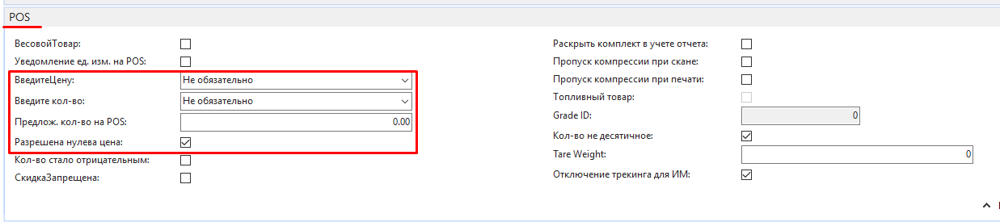 POS
ВесовойТовар:
Уведомление ед. изм. на POS:
ВведитеЦену: Не обязательно
Введите кол-во: Не обязательно
Предлож. кол-во на POS: 0.00
Разрешена нулева цена:
Кол-во стало отрицательным:
СкидкаЗапрещена:
Раскрыть комплект в учете отчета:
Пропуск компрессии при скане:
Пропуск компрессии при печати:
Топливный товар:
Grade ID: 0
Кол-во не десятичное:
Tare Weight: 0
Отключение трекинга для ИМ: